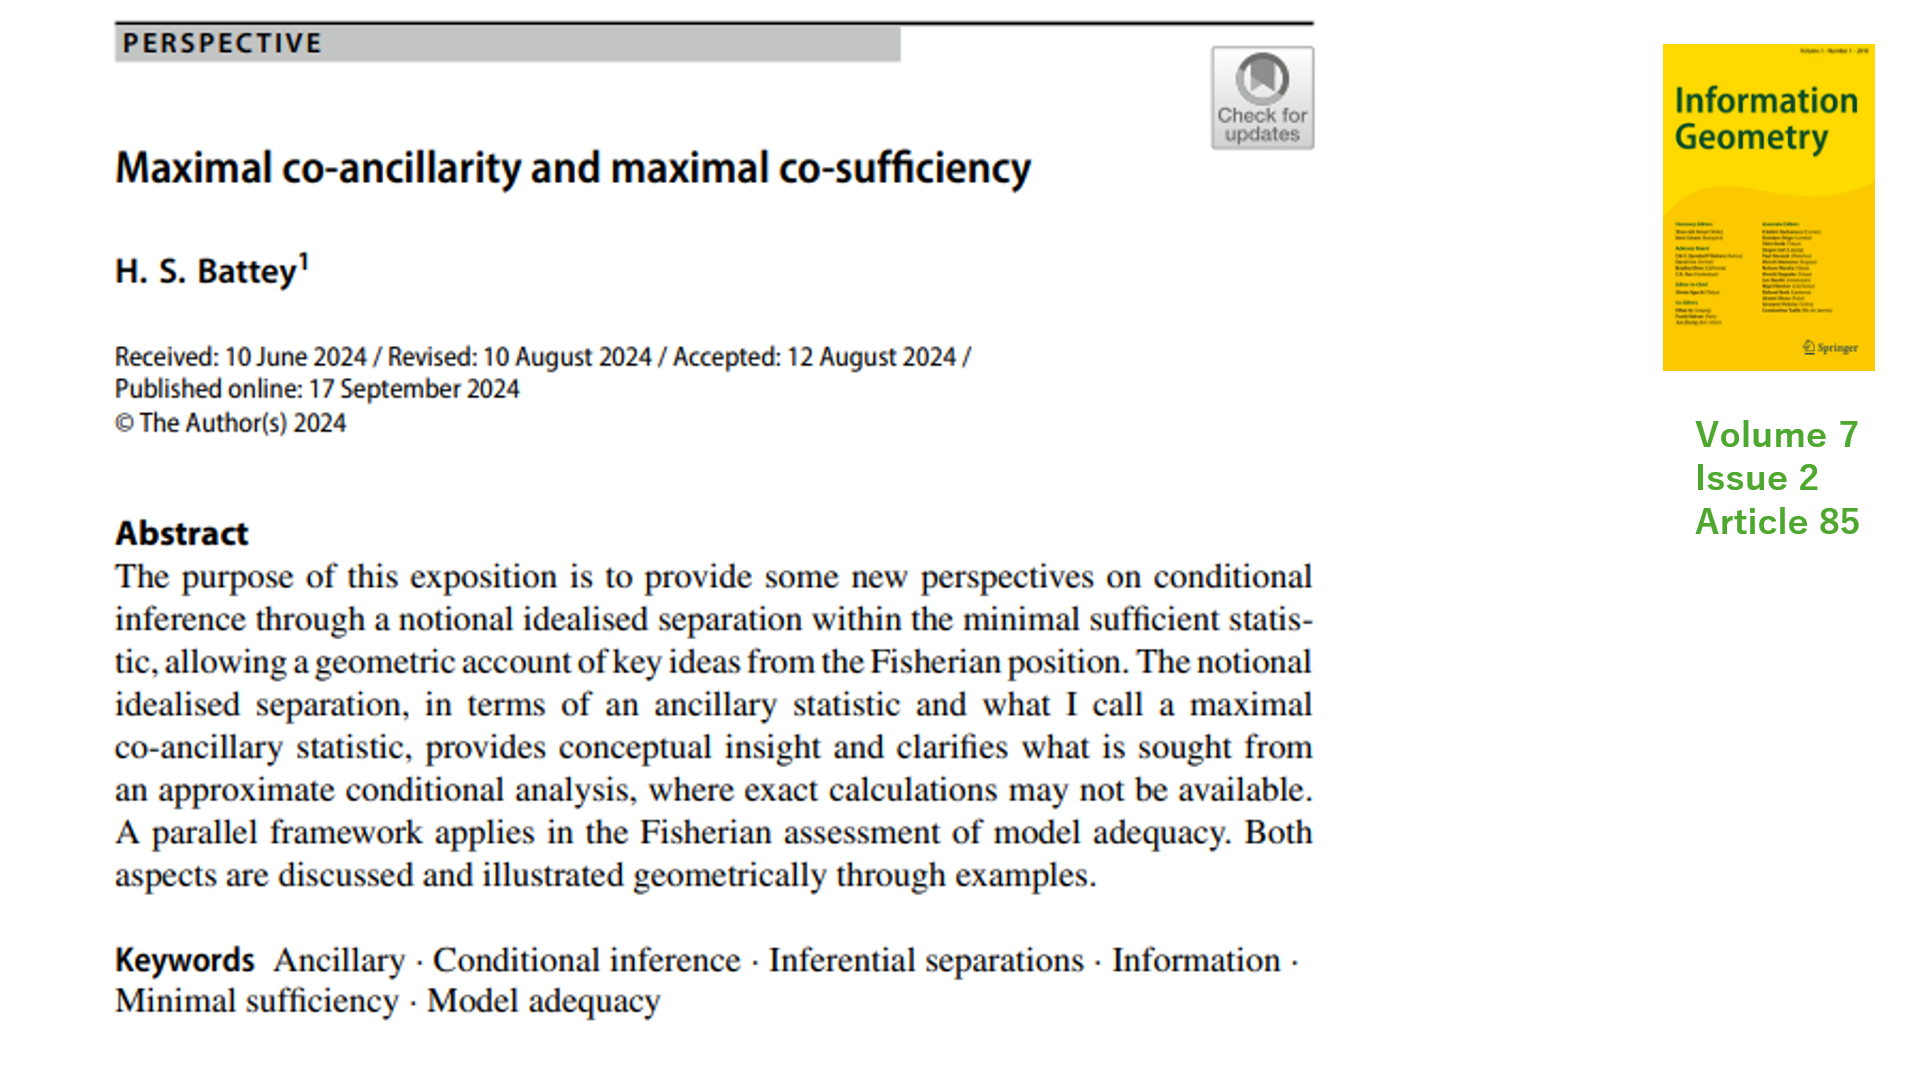 PERSPECTIVE
Check for
updates
Maximal co-ancillarity and maximal co-sufficiency
H. S. Battey1
Received: 10 June 2024 / Revised: 10 August 2024 / Accepted: 12 August 2024 /
Published online: 17 September 2024
© The Author(s) 2024
Abstract
The purpose of this exposition is to provide some new perspectives on conditional
inference through a notional idealised separation within the minimal sufficient statis-
tic, allowing a geometric account of key ideas from the Fisherian position. The notional
idealised separation, in terms of an ancillary statistic and what I call a maximal
co-ancillary statistic, provides conceptual insight and clarifies what is sought from
an approximate conditional analysis, where exact calculations may not be available.
A parallel framework applies in the Fisherian assessment of model adequacy. Both
aspects are discussed and illustrated geometrically through examples.
Keywords Ancillary · Conditional inference · Inferential separations · Information ·
Minimal sufficiency · Model adequacy
Information
Geometry
Springer
Volume 7
Issue 2
Article 85